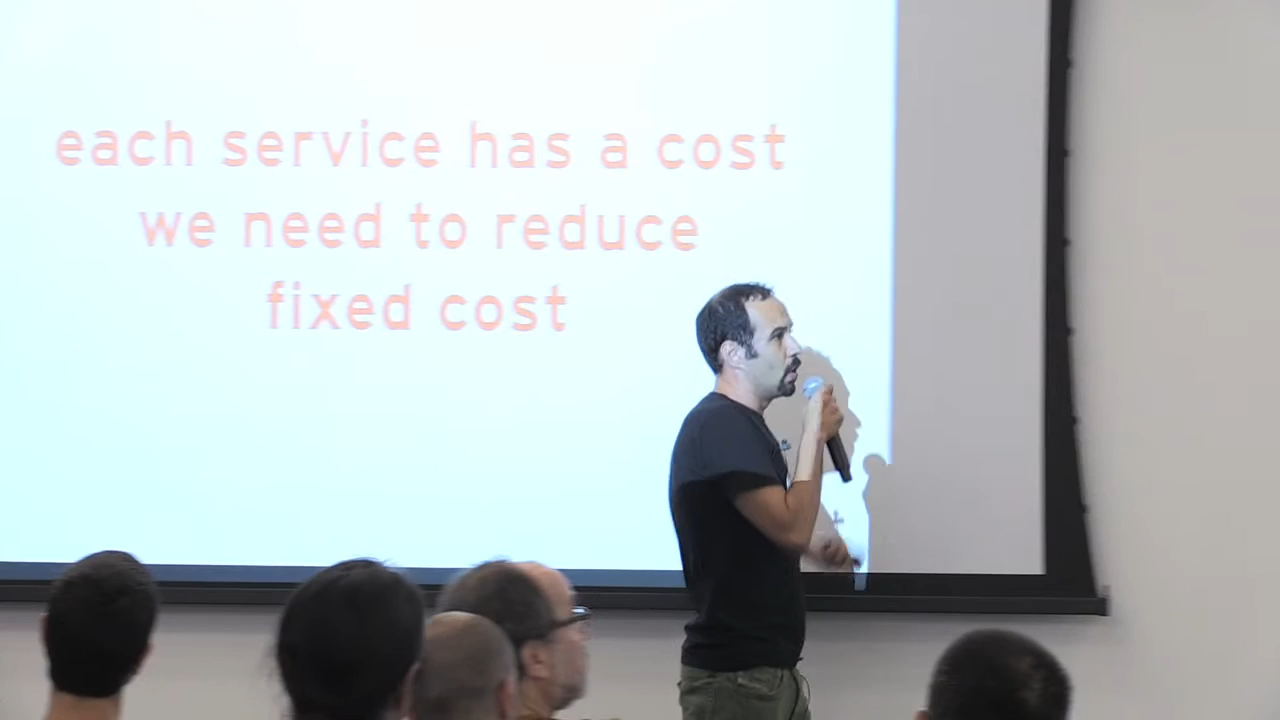 each service has a cost
we need to reduce
fixed cost